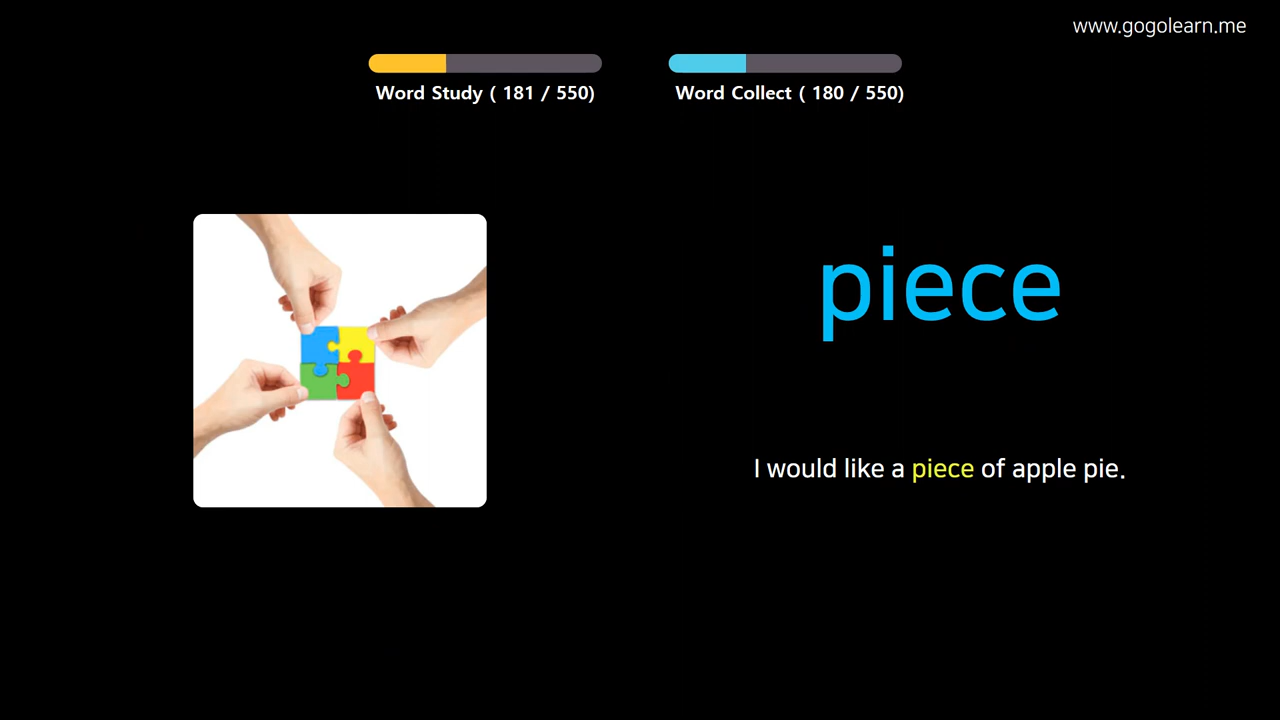 www.gogolearn.me
Word Study ( 181 / 550)
Word Collect ( 180 / 550)
piece
I would like a piece of apple pie.